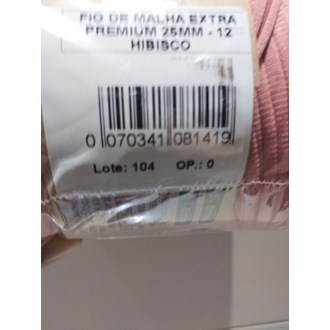 FIO DE MALHA EXTRA
PREMIUM 25MM - 12
HIBISCO
0 070341 081419
Lote: 104 OP.: 0